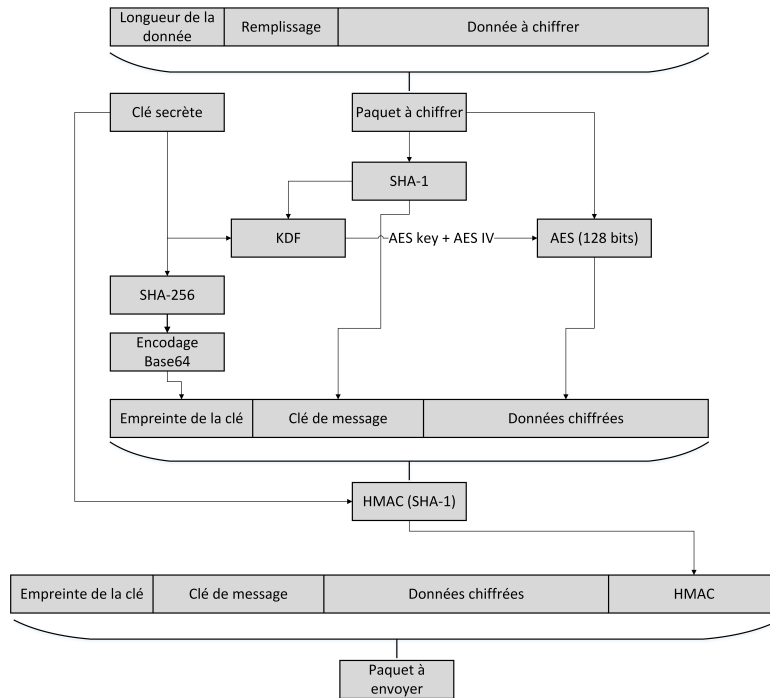 Longueur de la
donnée
Remplissage
Donnée à chiffrer
Clé secrète
Paquet à chiffrer
SHA-1
KDF
AES key + AES IV
AES (128 bits)
SHA-256
Encodage
Base64
Empreinte de la clé
Clé de message
Données chiffrées
HMAC (SHA-1)
Empreinte de la clé
Clé de message
Données chiffrées
HMAC
Paquet à
envoyer